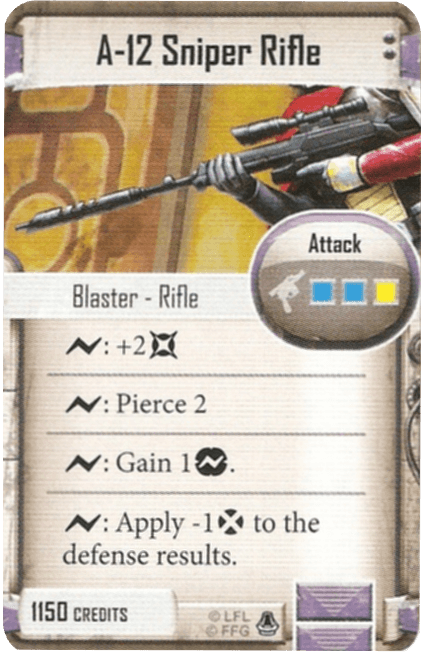 A-12 Sniper Rifle
Attack
Blaster - Rifle
: +2
: Pierce 2
: Gain 1.
: Apply -1 to the
defense results.
1150 CREDITS
© LFL
© FFG